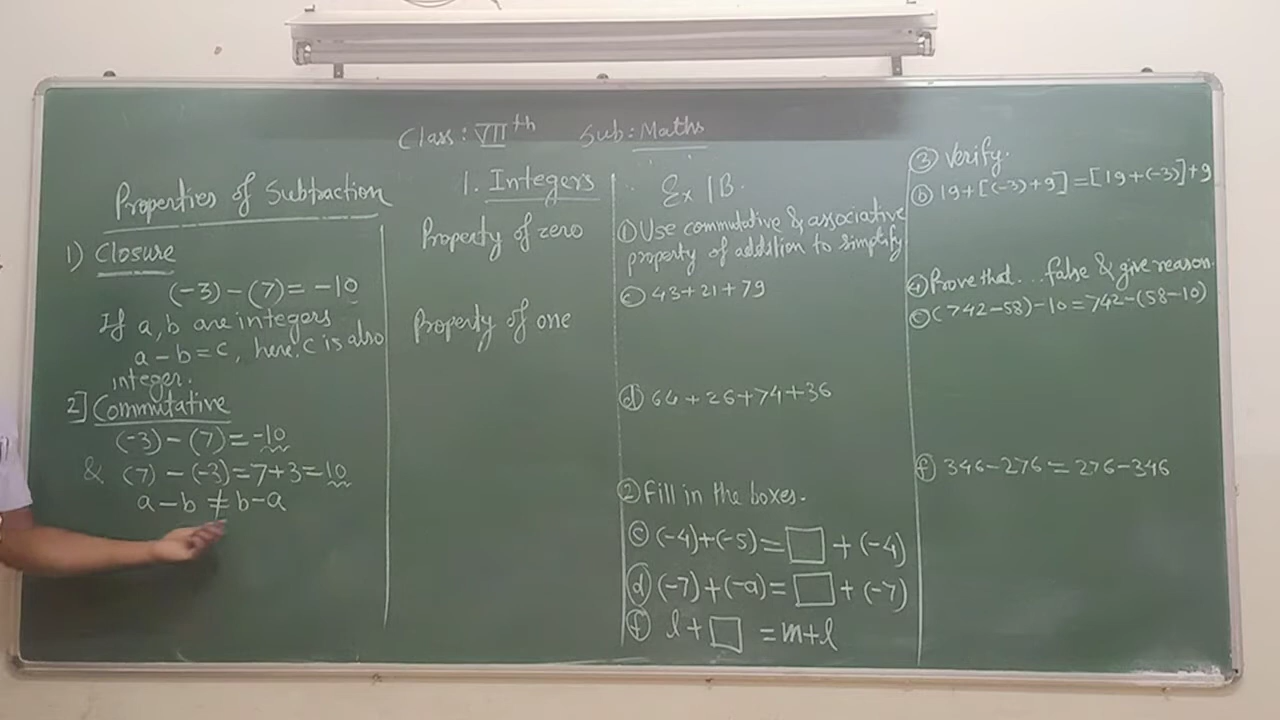 Class: VIIth Sub: Maths
Properties of Subtraction
1) Closure
(-3) - (7) = -10
If a, b are integers
a - b = c, here, c is also
integer.
2] Commutative
(-3) - (7) = -10
& (7) - (-3) = 7+3 = 10
a - b ≠ b - a
1. Integers
Property of zero
Property of one
Ex 1B.
① Use commutative & associative
property of addition to simplify
ⓒ 43+21+79
ⓓ 64+26+74+36
② Fill in the boxes.
ⓒ (-4)+(-5) = □ + (-4)
ⓓ (-7)+(-a) = □ + (-7)
ⓕ l + □ = m+l
③ Verify.
ⓑ 19+[(-3)+9] = [19+(-3)]+9
④ Prove that... false & give reason.
ⓒ (742-58)-10 = 742-(58-10)
ⓕ 346-276 = 276-346